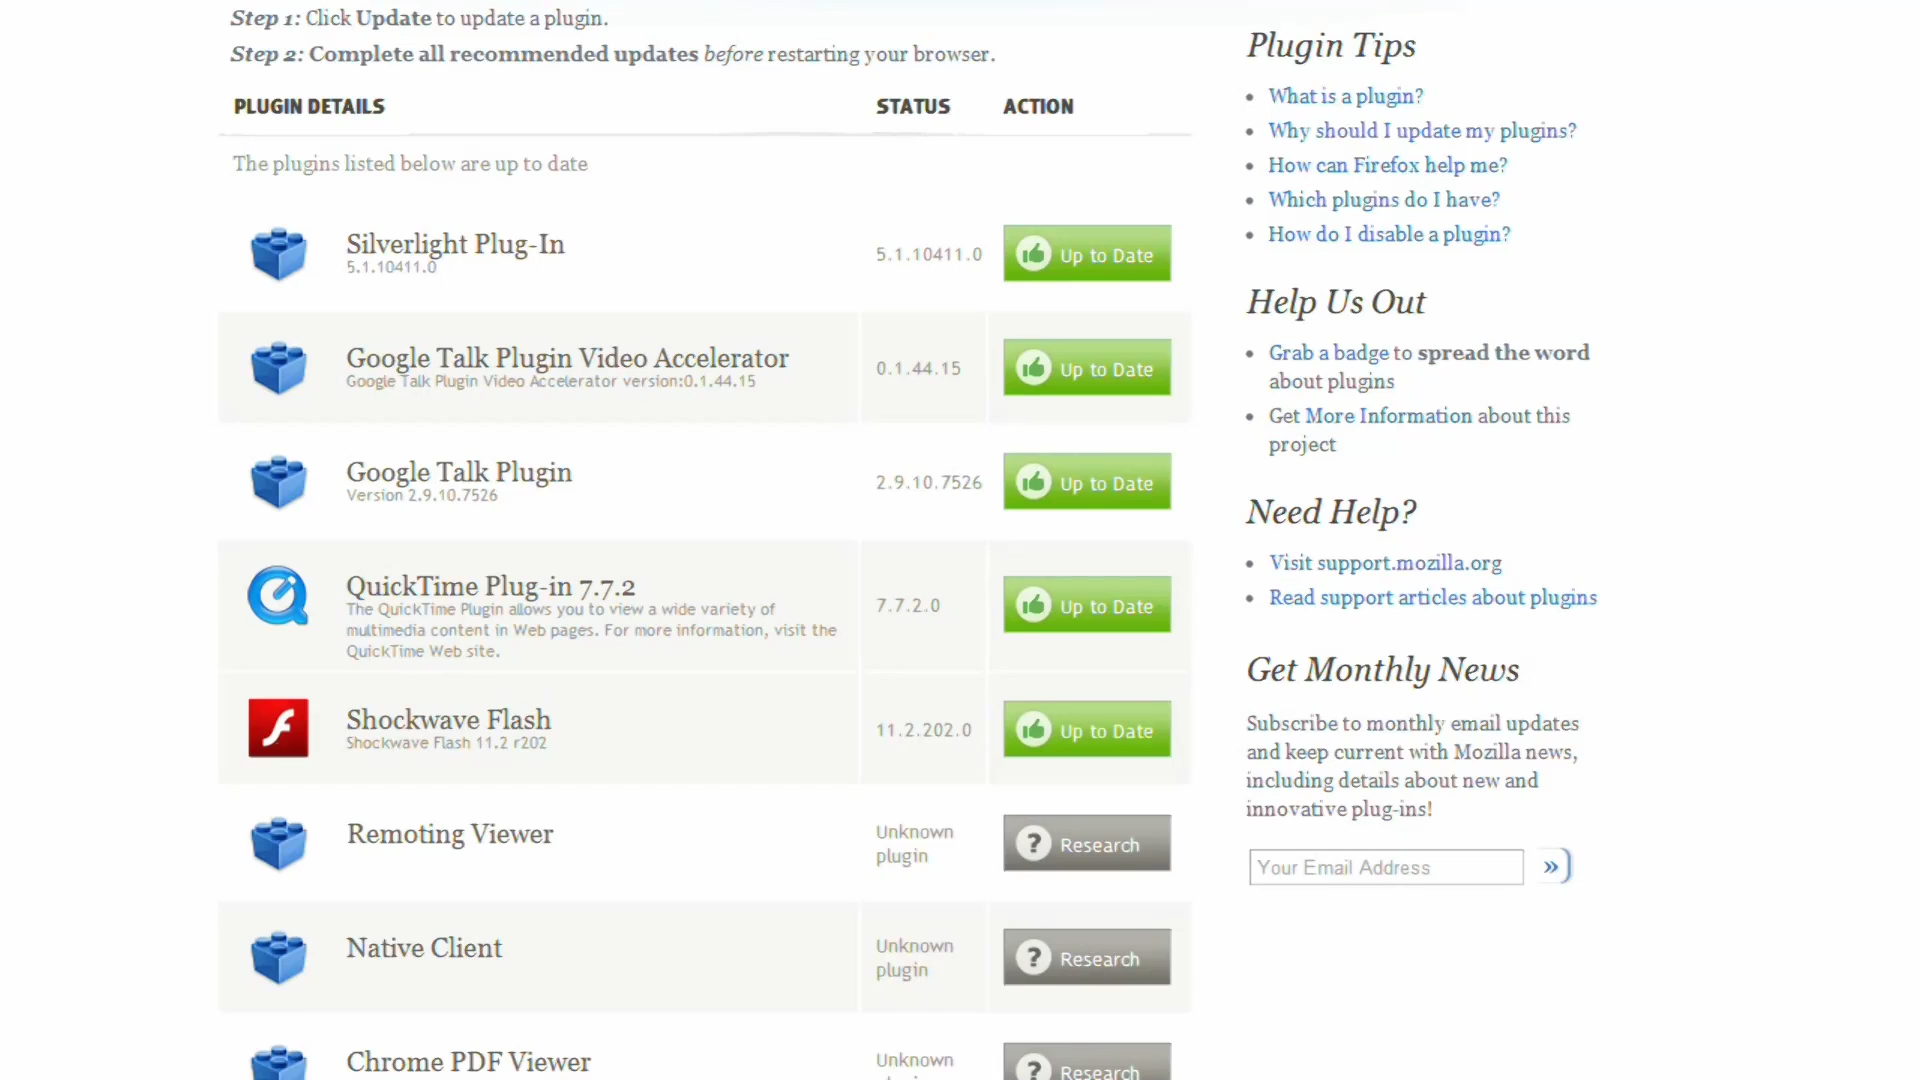 Step 1: Click Update to update a plugin.
Step 2: Complete all recommended updates before restarting your browser.
PLUGIN DETAILS STATUS ACTION
The plugins listed below are up to date
Silverlight Plug-In
5.1.10411.0
5.1.10411.0
Up to Date
Google Talk Plugin Video Accelerator
Google Talk Plugin Video Accelerator version:0.1.44.15
0.1.44.15
Up to Date
Google Talk Plugin
Version 2.9.10.7526
2.9.10.7526
Up to Date
QuickTime Plug-in 7.7.2
The QuickTime Plugin allows you to view a wide variety of
multimedia content in Web pages. For more information, visit the
QuickTime Web site.
7.7.2.0
Up to Date
Shockwave Flash
Shockwave Flash 11.2 r202
11.2.202.0
Up to Date
Remoting Viewer
Unknown
plugin
? Research
Native Client
Unknown
plugin
? Research
Chrome PDF Viewer
Unknown
? Research
Plugin Tips
What is a plugin?
Why should I update my plugins?
How can Firefox help me?
Which plugins do I have?
How do I disable a plugin?
Help Us Out
Grab a badge to spread the word
about plugins
Get More Information about this
project
Need Help?
Visit support.mozilla.org
Read support articles about plugins
Get Monthly News
Subscribe to monthly email updates
and keep current with Mozilla news,
including details about new and
innovative plug-ins!
Your Email Address »